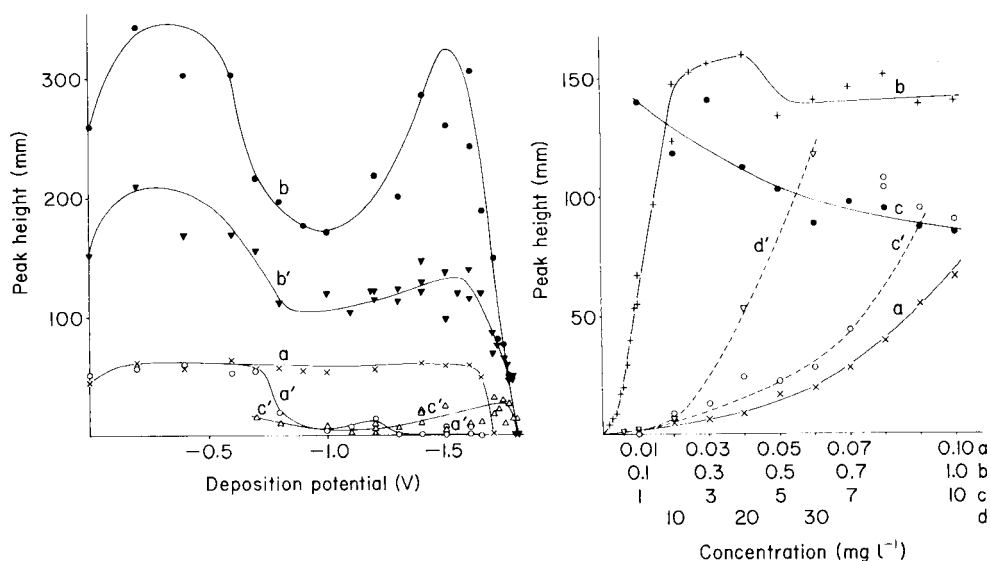 300
200
100
Peak height (mm)
b
b'
a
a'
c'
c'
a'
−0.5
−1.0
−1.5
Deposition potential (V)
150
100
50
Peak height (mm)
b
c
d'
c'
a
0.01 0.03 0.05 0.07 0.10 a
0.1 0.3 0.5 0.7 1.0 b
1 3 5 7 10 c
10 20 30 d
Concentration (mg l⁻¹)